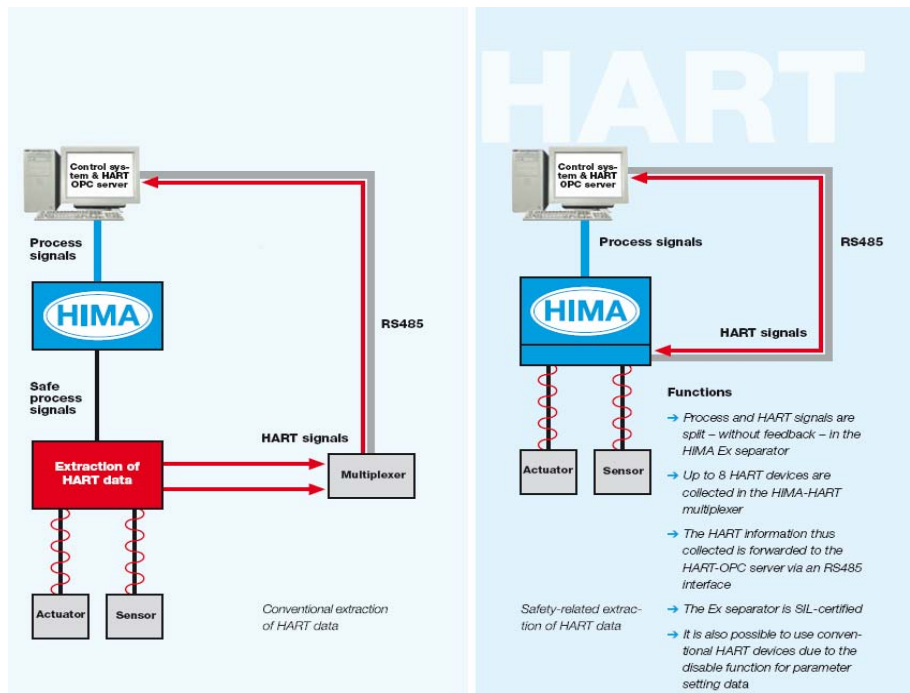 Control sys-
tem & HART
OPC server
Process
signals
HIMA
RS485
Safe
process
signals
HART signals
Extraction of
HART data
Multiplexer
Actuator
Sensor
Conventional extraction
of HART data
HART
Control sys-
tem & HART
OPC server
Process signals
RS485
HIMA
HART signals
Actuator
Sensor
Safety-related extrac-
tion of HART data
Functions
→ Process and HART signals are
split – without feedback – in the
HIMA Ex separator
→ Up to 8 HART devices are
collected in the HIMA-HART
multiplexer
→ The HART information thus
collected is forwarded to the
HART-OPC server via an RS485
interface
→ The Ex separator is SIL-certified
→ It is also possible to use conven-
tional HART devices due to the
disable function for parameter
setting data